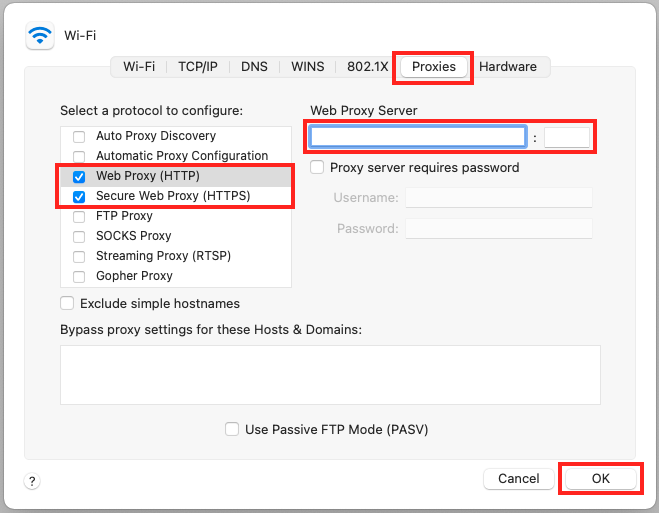 Wi-Fi
Wi-Fi TCP/IP DNS WINS 802.1X Proxies Hardware
Select a protocol to configure:
Auto Proxy Discovery
Automatic Proxy Configuration
Web Proxy (HTTP)
Secure Web Proxy (HTTPS)
FTP Proxy
SOCKS Proxy
Streaming Proxy (RTSP)
Gopher Proxy
Web Proxy Server
:
Proxy server requires password
Username:
Password:
Exclude simple hostnames
Bypass proxy settings for these Hosts & Domains:
Use Passive FTP Mode (PASV)
? Cancel OK